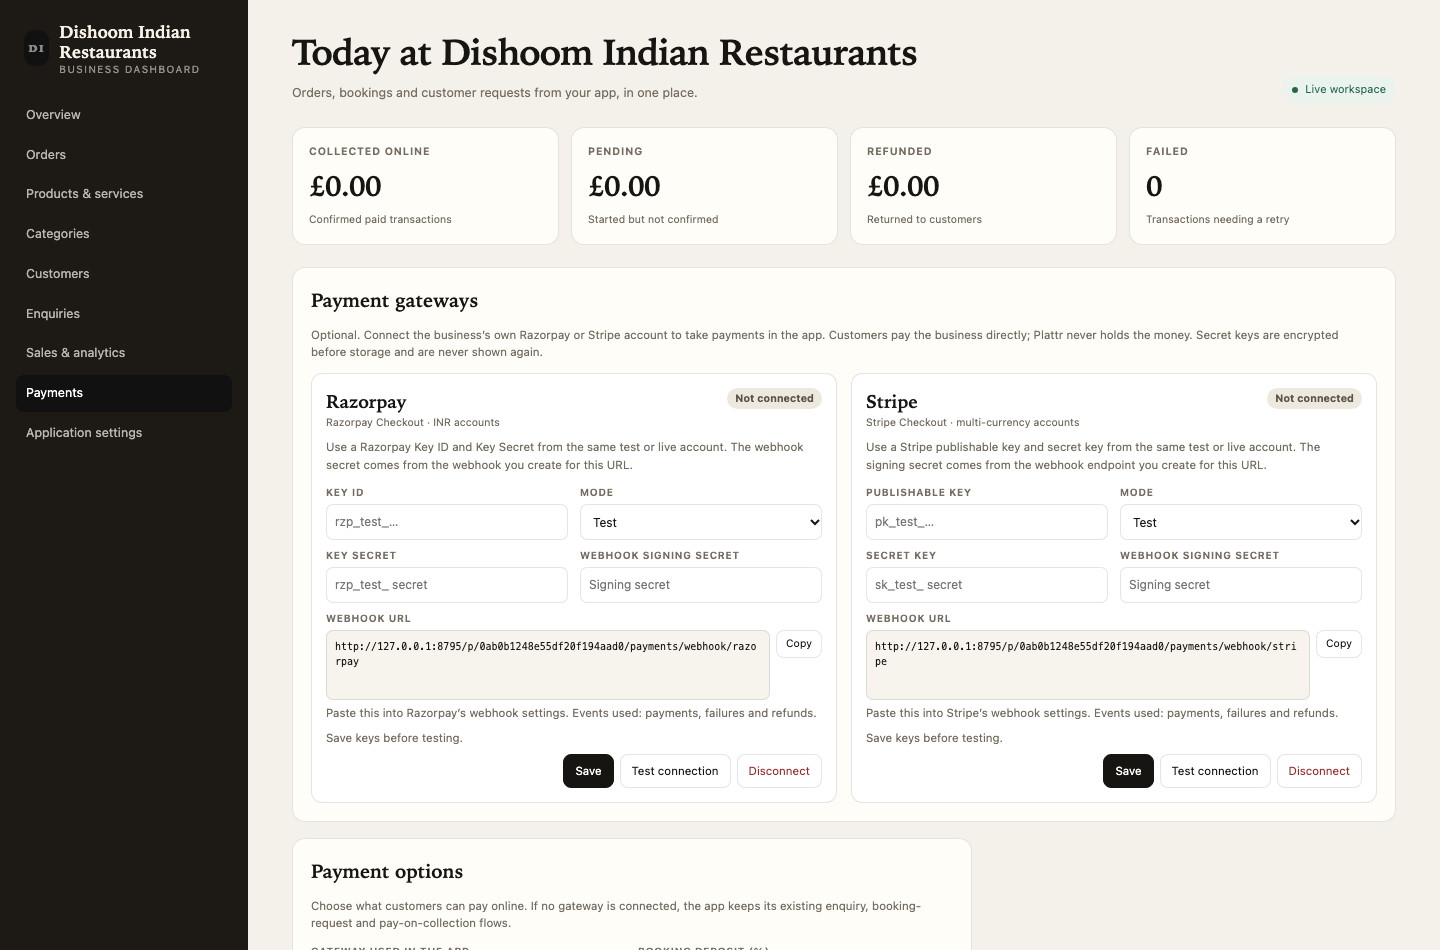 DI
Dishoom Indian
Restaurants
BUSINESS DASHBOARD
Overview
Orders
Products & services
Categories
Customers
Enquiries
Sales & analytics
Payments
Application settings
Today at Dishoom Indian Restaurants
Orders, bookings and customer requests from your app, in one place.
Live workspace
COLLECTED ONLINE
£0.00
Confirmed paid transactions
PENDING
£0.00
Started but not confirmed
REFUNDED
£0.00
Returned to customers
FAILED
0
Transactions needing a retry
Payment gateways
Optional. Connect the business's own Razorpay or Stripe account to take payments in the app. Customers pay the business directly; Plattr never holds the money. Secret keys are encrypted
before storage and are never shown again.
Razorpay
Not connected
Razorpay Checkout · INR accounts
Use a Razorpay Key ID and Key Secret from the same test or live account. The webhook
secret comes from the webhook you create for this URL.
KEY ID
MODE
rzp_test_...
Test
KEY SECRET
WEBHOOK SIGNING SECRET
rzp_test_ secret
Signing secret
WEBHOOK URL
http://127.0.0.1:8795/p/0ab0b1248e55df20f194aad0/payments/webhook/razo
rpay
Copy
Paste this into Razorpay's webhook settings. Events used: payments, failures and refunds.
Save keys before testing.
Save
Test connection
Disconnect
Stripe
Not connected
Stripe Checkout · multi-currency accounts
Use a Stripe publishable key and secret key from the same test or live account. The
signing secret comes from the webhook endpoint you create for this URL.
PUBLISHABLE KEY
MODE
pk_test_...
Test
SECRET KEY
WEBHOOK SIGNING SECRET
sk_test_ secret
Signing secret
WEBHOOK URL
http://127.0.0.1:8795/p/0ab0b1248e55df20f194aad0/payments/webhook/stri
pe
Copy
Paste this into Stripe's webhook settings. Events used: payments, failures and refunds.
Save keys before testing.
Save
Test connection
Disconnect
Payment options
Choose what customers can pay online. If no gateway is connected, the app keeps its existing enquiry, booking-
request and pay-on-collection flows.
GATEWAY USED IN THE APP
BOOKING DEPOSIT (%)